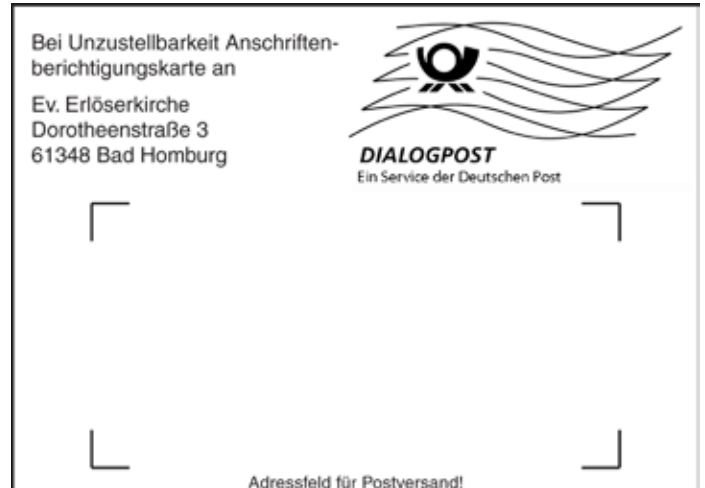 Bei Unzustellbarkeit Anschriften-
berichtigungskarte an
Ev. Erlöserkirche
Dorotheenstraße 3
61348 Bad Homburg
DIALOGPOST
Ein Service der Deutschen Post
Adressfeld für Postversand!